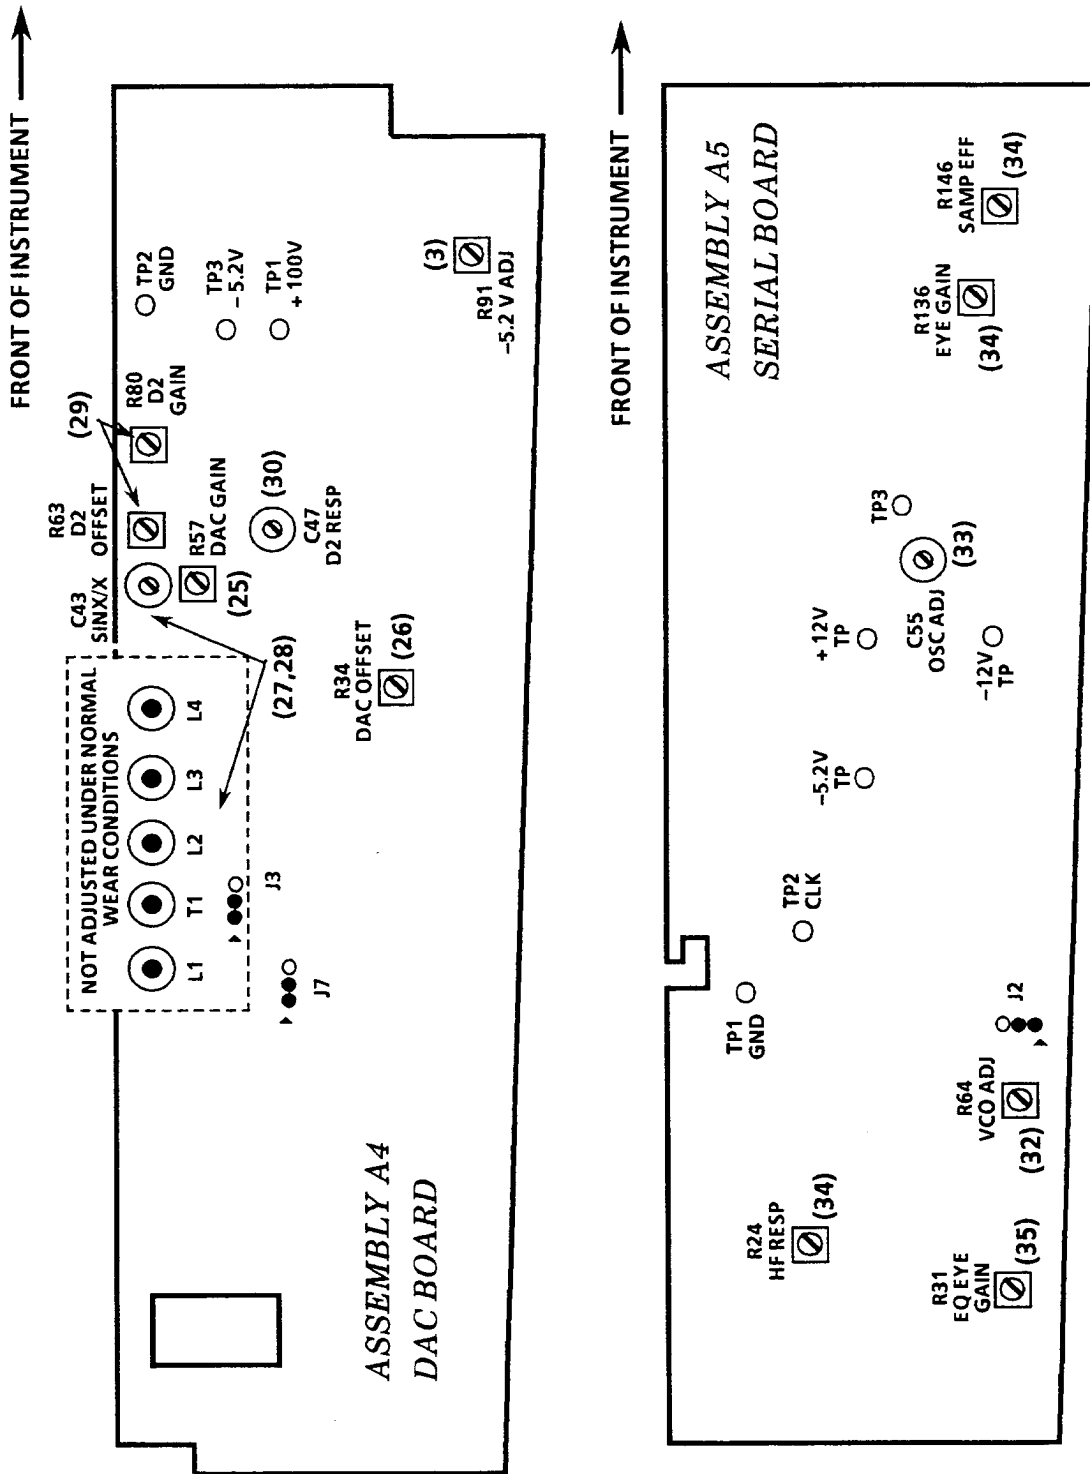 FRONT OF INSTRUMENT
R63
D2
OFFSET
(29)
R80
D2
GAIN
TP2
GND
TP3
– 5.2V
TP1
+ 100V
C43
SINX/X
R57
DAC GAIN
(25)
(30)
C47
D2 RESP
(3)
R91
–5.2 V ADJ
NOT ADJUSTED UNDER NORMAL
WEAR CONDITIONS
L1
T1
L2
L3
L4
(27,28)
R34
DAC OFFSET
(26)
J3
J7
ASSEMBLY A4
DAC BOARD
FRONT OF INSTRUMENT
ASSEMBLY A5
SERIAL BOARD
TP1
GND
TP2
CLK
–5.2V
TP
+12V
TP
TP3
C55
OSC ADJ
(33)
–12V
TP
R136
EYE GAIN
(34)
R146
SAMP EFF
(34)
R24
HF RESP
(34)
R31
EQ EYE
GAIN
(35)
R64
VCO ADJ
(32)
J2